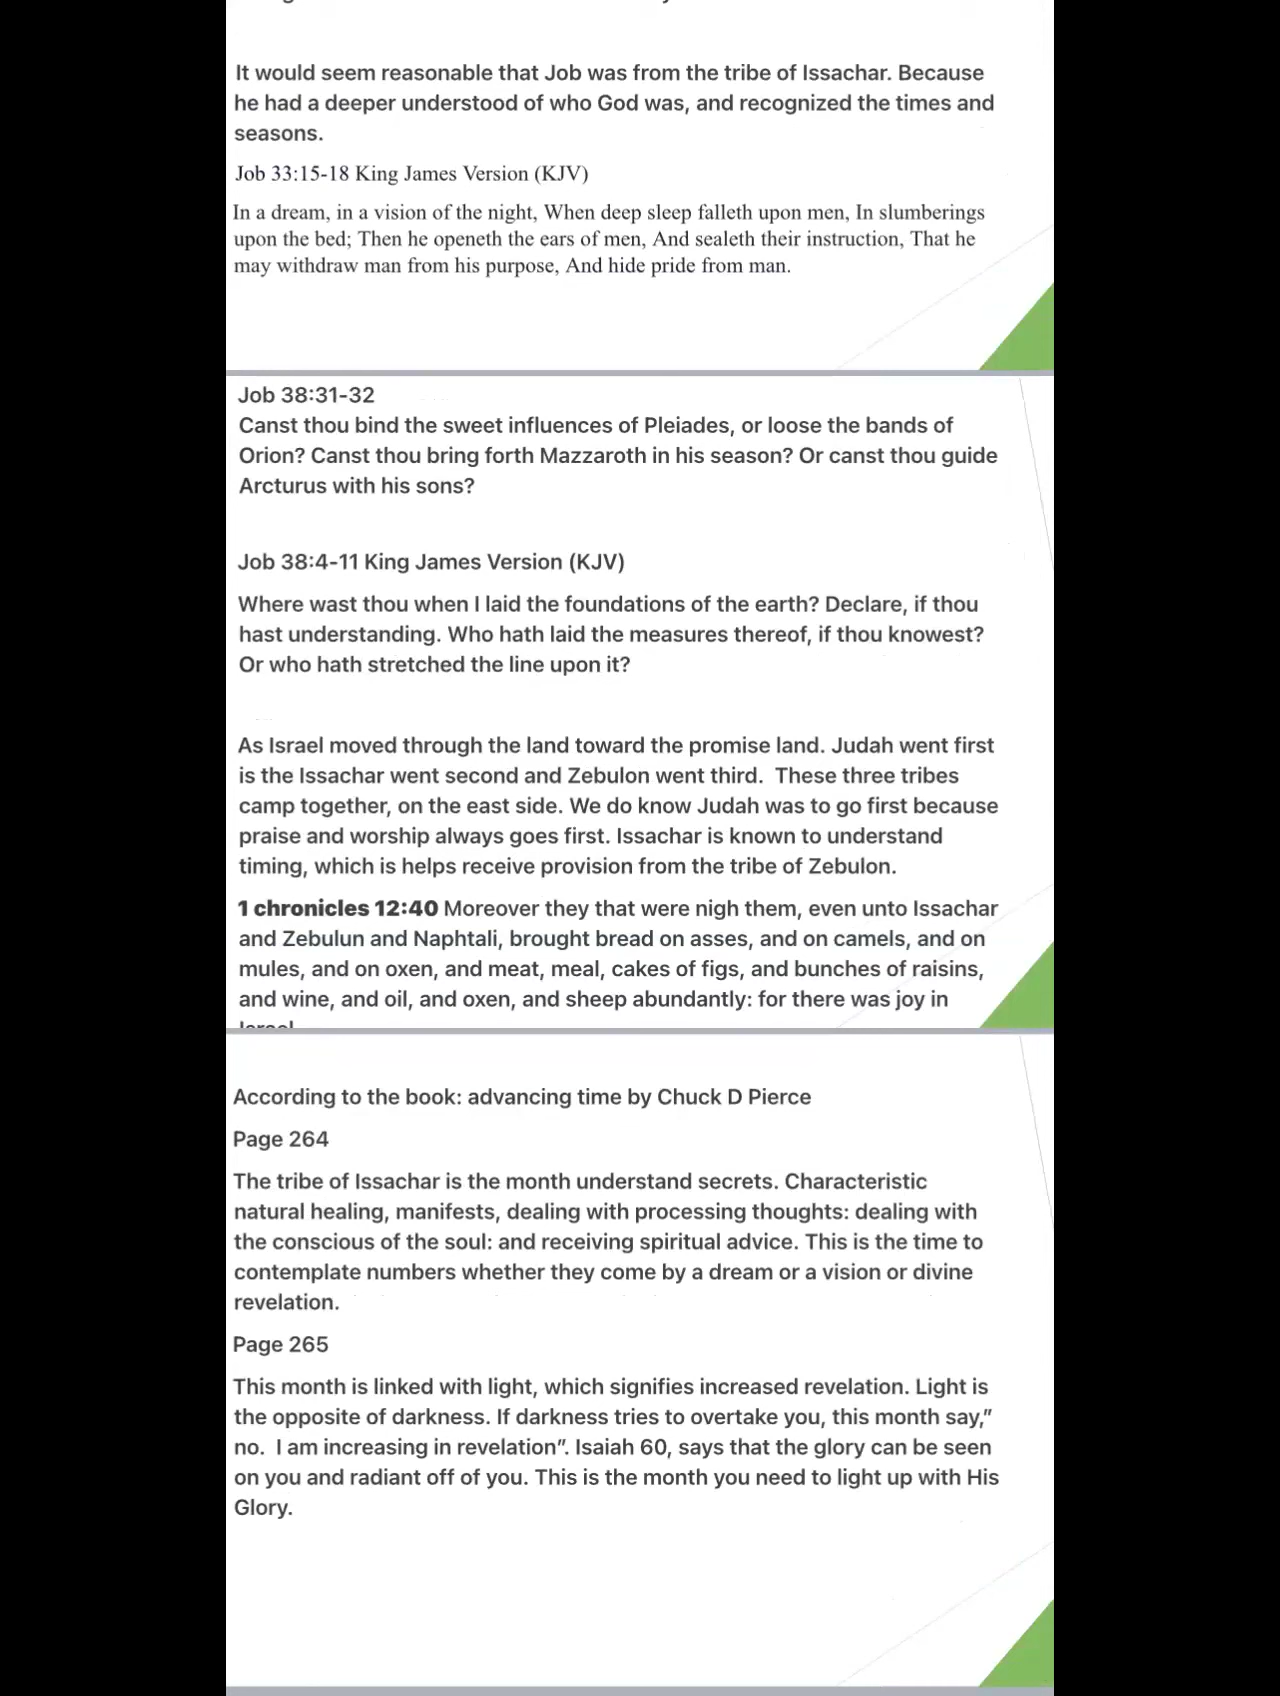 It would seem reasonable that Job was from the tribe of Issachar. Because
he had a deeper understood of who God was, and recognized the times and
seasons.
Job 33:15-18 King James Version (KJV)
In a dream, in a vision of the night, When deep sleep falleth upon men, In slumberings
upon the bed; Then he openeth the ears of men, And sealeth their instruction, That he
may withdraw man from his purpose, And hide pride from man.
Job 38:31-32
Canst thou bind the sweet influences of Pleiades, or loose the bands of
Orion? Canst thou bring forth Mazzaroth in his season? Or canst thou guide
Arcturus with his sons?
Job 38:4-11 King James Version (KJV)
Where wast thou when I laid the foundations of the earth? Declare, if thou
hast understanding. Who hath laid the measures thereof, if thou knowest?
Or who hath stretched the line upon it?
As Israel moved through the land toward the promise land. Judah went first
is the Issachar went second and Zebulon went third.  These three tribes
camp together, on the east side. We do know Judah was to go first because
praise and worship always goes first. Issachar is known to understand
timing, which is helps receive provision from the tribe of Zebulon.
1 chronicles 12:40 Moreover they that were nigh them, even unto Issachar
and Zebulun and Naphtali, brought bread on asses, and on camels, and on
mules, and on oxen, and meat, meal, cakes of figs, and bunches of raisins,
and wine, and oil, and oxen, and sheep abundantly: for there was joy in
Israel
According to the book: advancing time by Chuck D Pierce
Page 264
The tribe of Issachar is the month understand secrets. Characteristic
natural healing, manifests, dealing with processing thoughts: dealing with
the conscious of the soul: and receiving spiritual advice. This is the time to
contemplate numbers whether they come by a dream or a vision or divine
revelation.
Page 265
This month is linked with light, which signifies increased revelation. Light is
the opposite of darkness. If darkness tries to overtake you, this month say,”
no.  I am increasing in revelation”. Isaiah 60, says that the glory can be seen
on you and radiant off of you. This is the month you need to light up with His
Glory.